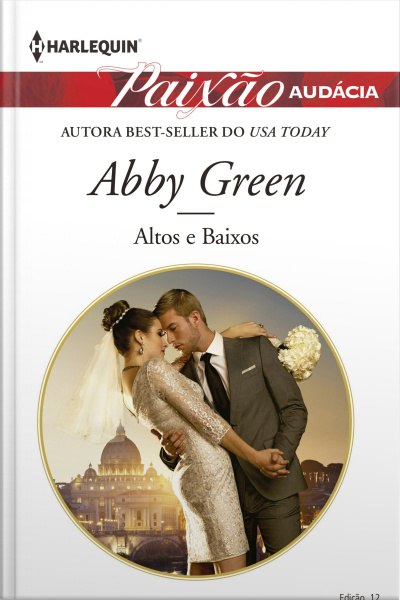 HARLEQUIN
Paixão AUDÁCIA
AUTORA BEST-SELLER DO USA TODAY
Abby Green
Altos e Baixos
Edição 12